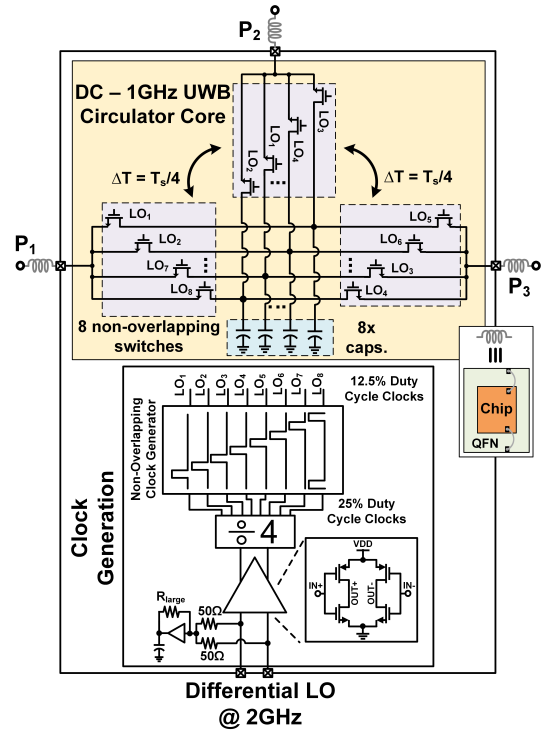 P2
DC – 1GHz UWB
Circulator Core
LO3
LO1
LO4
LO2
...
ΔT = Ts/4
ΔT = Ts/4
LO1
LO5
LO2
LO6
P1
LO7
LO3
LO8
LO4
P3
8 non-overlapping
switches
...
8x
caps.
LO1
LO2
LO3
LO4
LO5
LO6
LO7
LO8
12.5% Duty
Cycle Clocks
Non-Overlapping
Clock Generator
Chip
QFN
Clock
Generation
÷ 4
25% Duty
Cycle Clocks
VDD
IN+
OUT+
OUT-
IN-
Rlarge
50Ω
50Ω
Differential LO
@ 2GHz